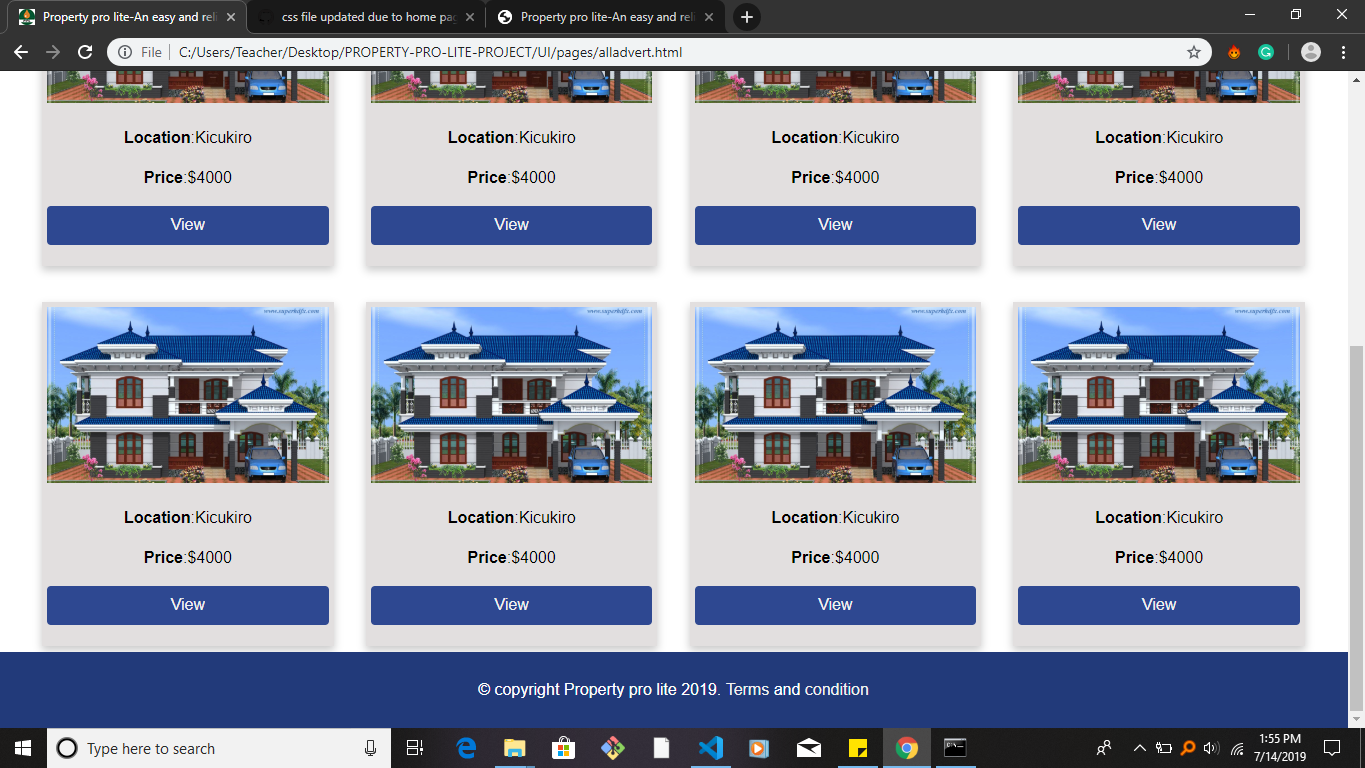 Property pro lite-An easy and reli
css file updated due to home pag
Property pro lite-An easy and reli
File
C:/Users/Teacher/Desktop/PROPERTY-PRO-LITE-PROJECT/UI/pages/alladvert.html
Location:Kicukiro
Location:Kicukiro
Location:Kicukiro
Location:Kicukiro
Price:$4000
Price:$4000
Price:$4000
Price:$4000
View
View
View
View
www.superhdfx.com
www.superhdfx.com
www.superhdfx.com
www.superhdfx.com
Location:Kicukiro
Location:Kicukiro
Location:Kicukiro
Location:Kicukiro
Price:$4000
Price:$4000
Price:$4000
Price:$4000
View
View
View
View
© copyright Property pro lite 2019. Terms and condition
Type here to search
1:55 PM
7/14/2019